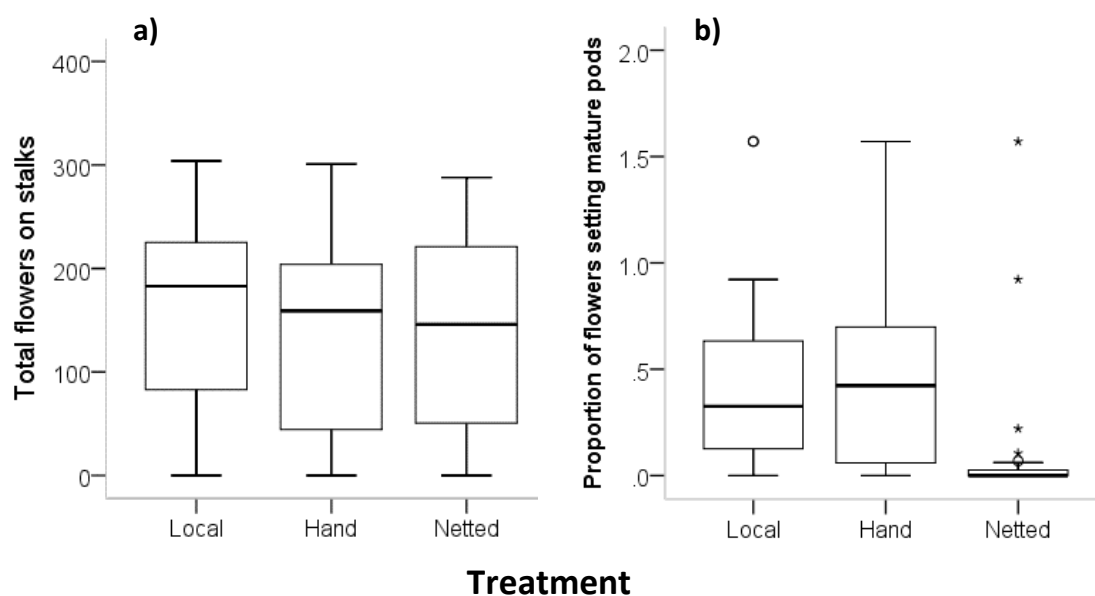 a)
Total flowers on stalks
400
300
200
100
0
Local Hand Netted
b)
Proportion of flowers setting mature pods
2.0
1.5
1.0
.5
.0
Local Hand Netted
Treatment